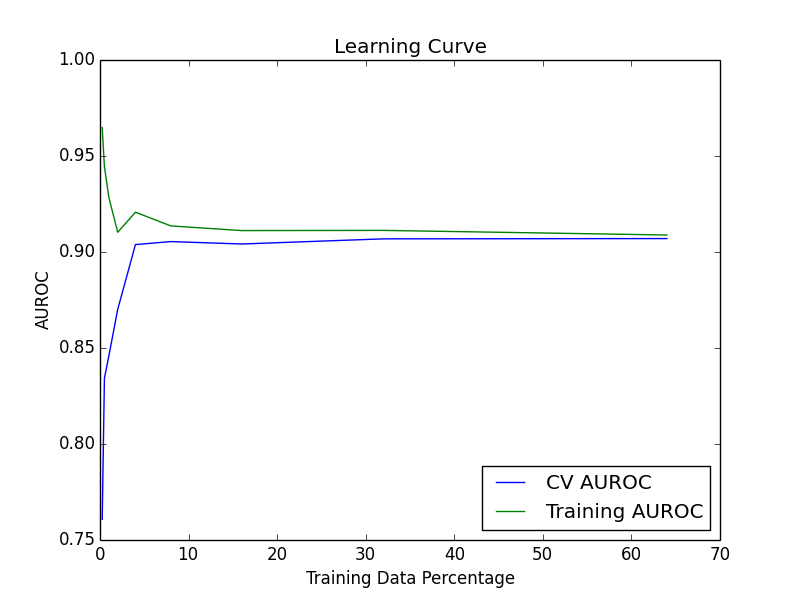 Learning Curve
1.00
0.95
0.90
0.85
0.80
0.75
AUROC
CV AUROC
Training AUROC
0 10 20 30 40 50 60 70
Training Data Percentage